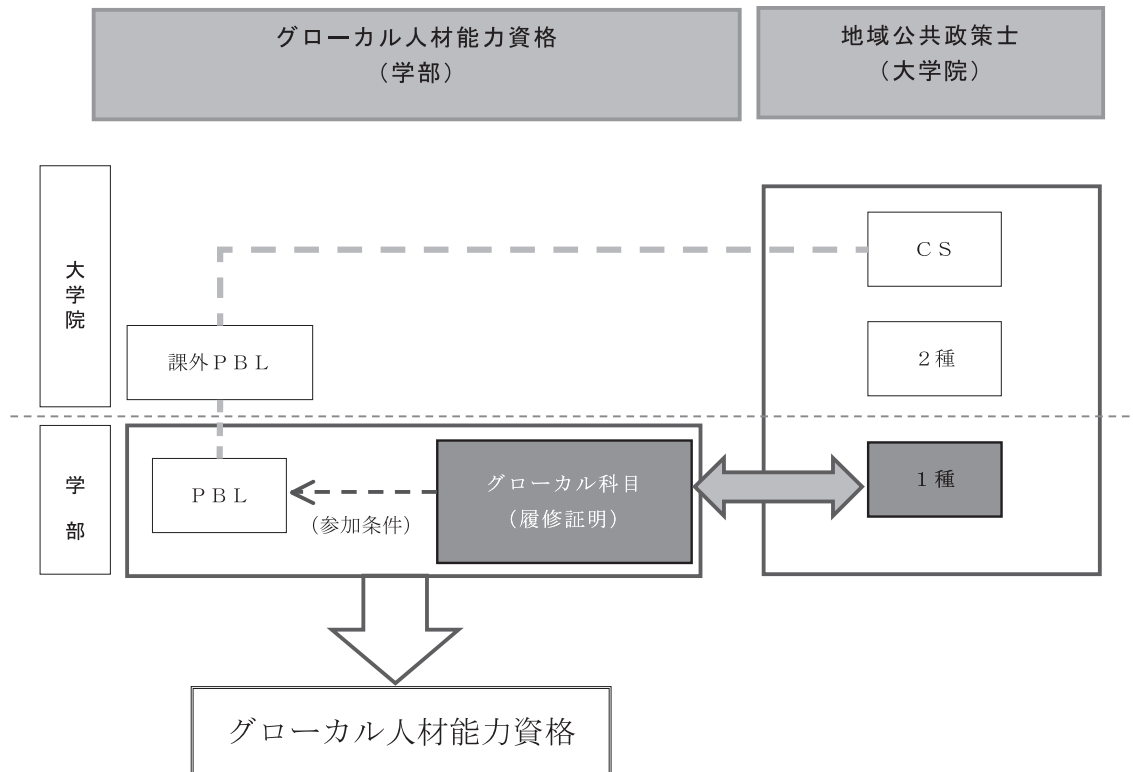 グローカル人材能力資格
（学部）
地域公共政策士
（大学院）
大学院
ＣＳ
課外ＰＢＬ
２種
学部
ＰＢＬ
（参加条件）
グローカル科目
（履修証明）
１種
グローカル人材能力資格